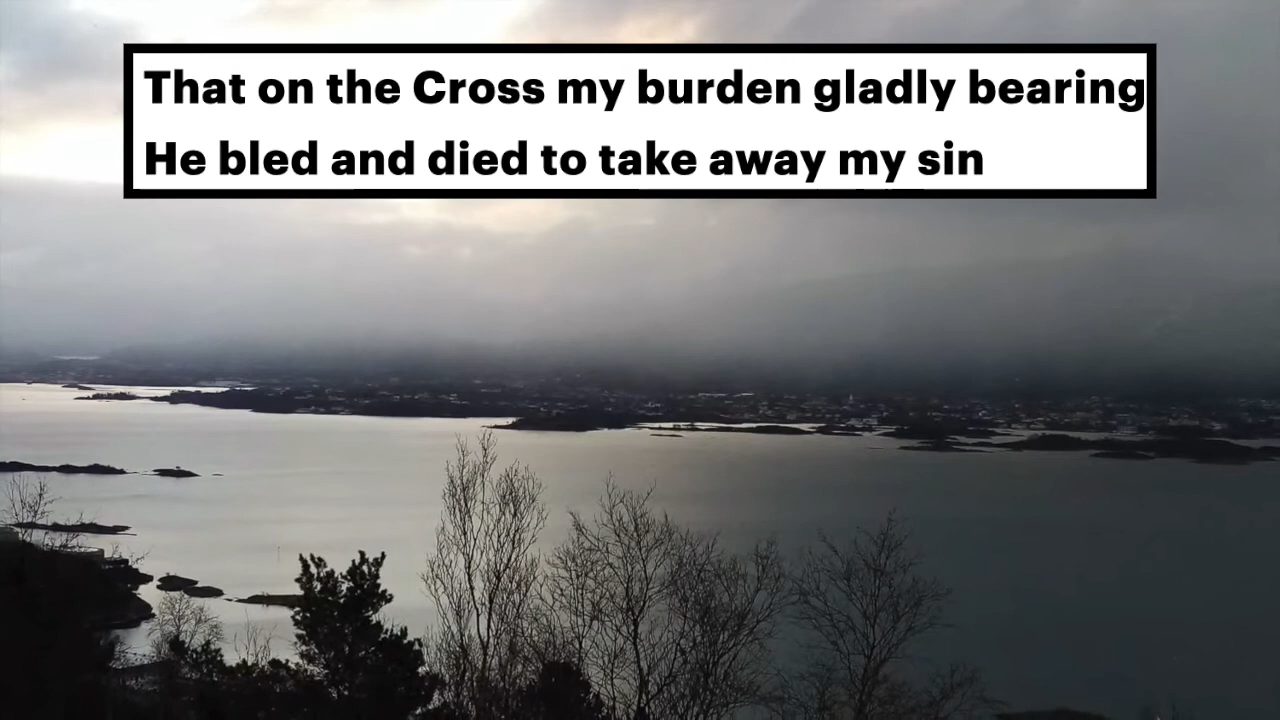 That on the Cross my burden gladly bearing
He bled and died to take away my sin